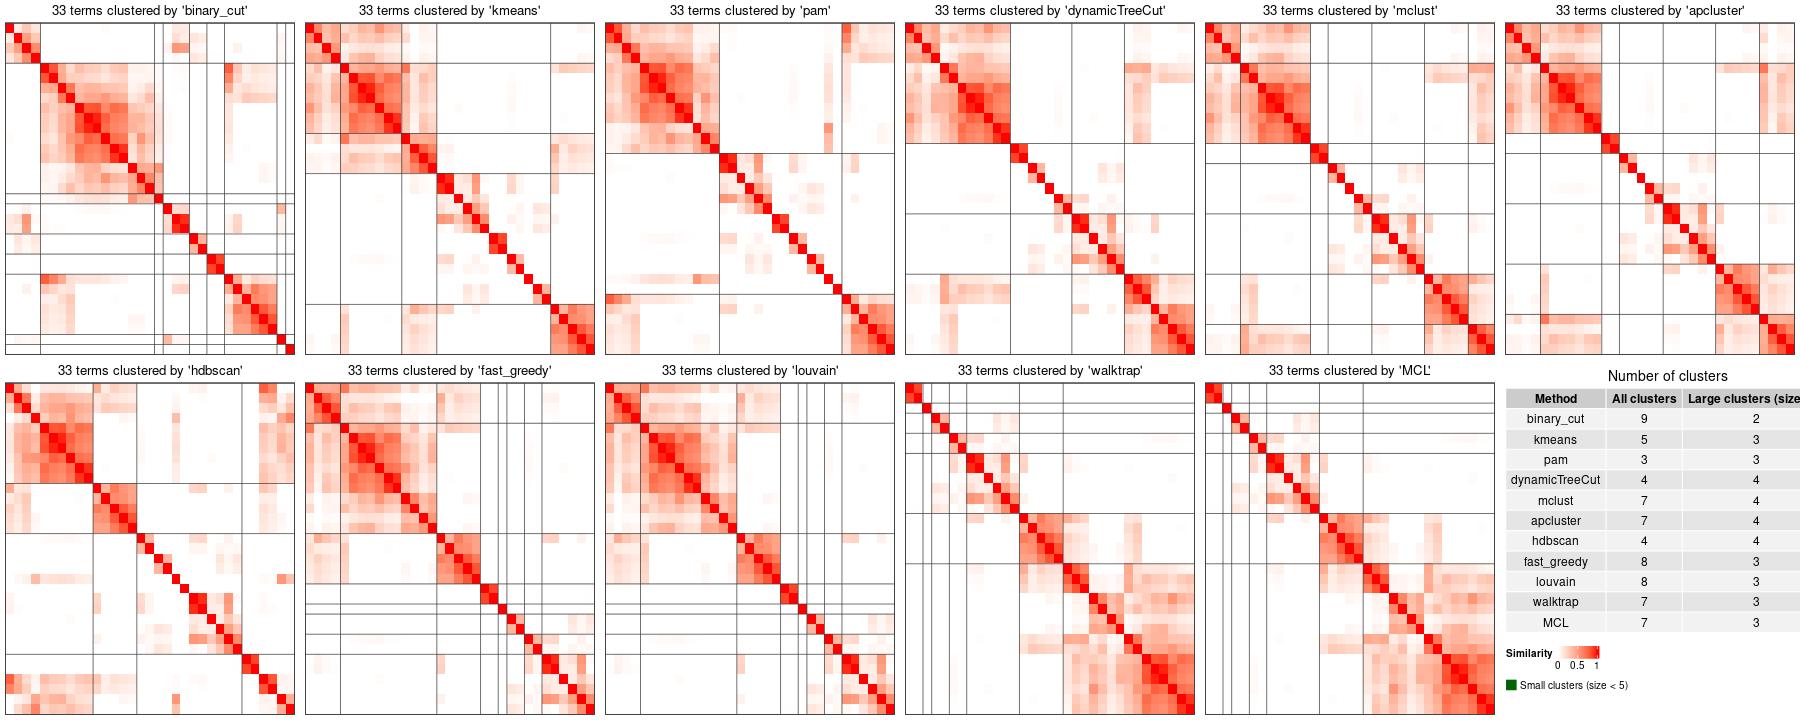 33 terms clustered by 'binary_cut'
33 terms clustered by 'kmeans'
33 terms clustered by 'pam'
33 terms clustered by 'dynamicTreeCut'
33 terms clustered by 'mclust'
33 terms clustered by 'apcluster'
33 terms clustered by 'hdbscan'
33 terms clustered by 'fast_greedy'
33 terms clustered by 'louvain'
33 terms clustered by 'walktrap'
33 terms clustered by 'MCL'
Number of clusters
Method All clusters Large clusters (size
binary_cut 9 2
kmeans 5 3
pam 3 3
dynamicTreeCut 4 4
mclust 7 4
apcluster 7 4
hdbscan 4 4
fast_greedy 8 3
louvain 8 3
walktrap 7 3
MCL 7 3
Similarity
0 0.5 1
Small clusters (size < 5)